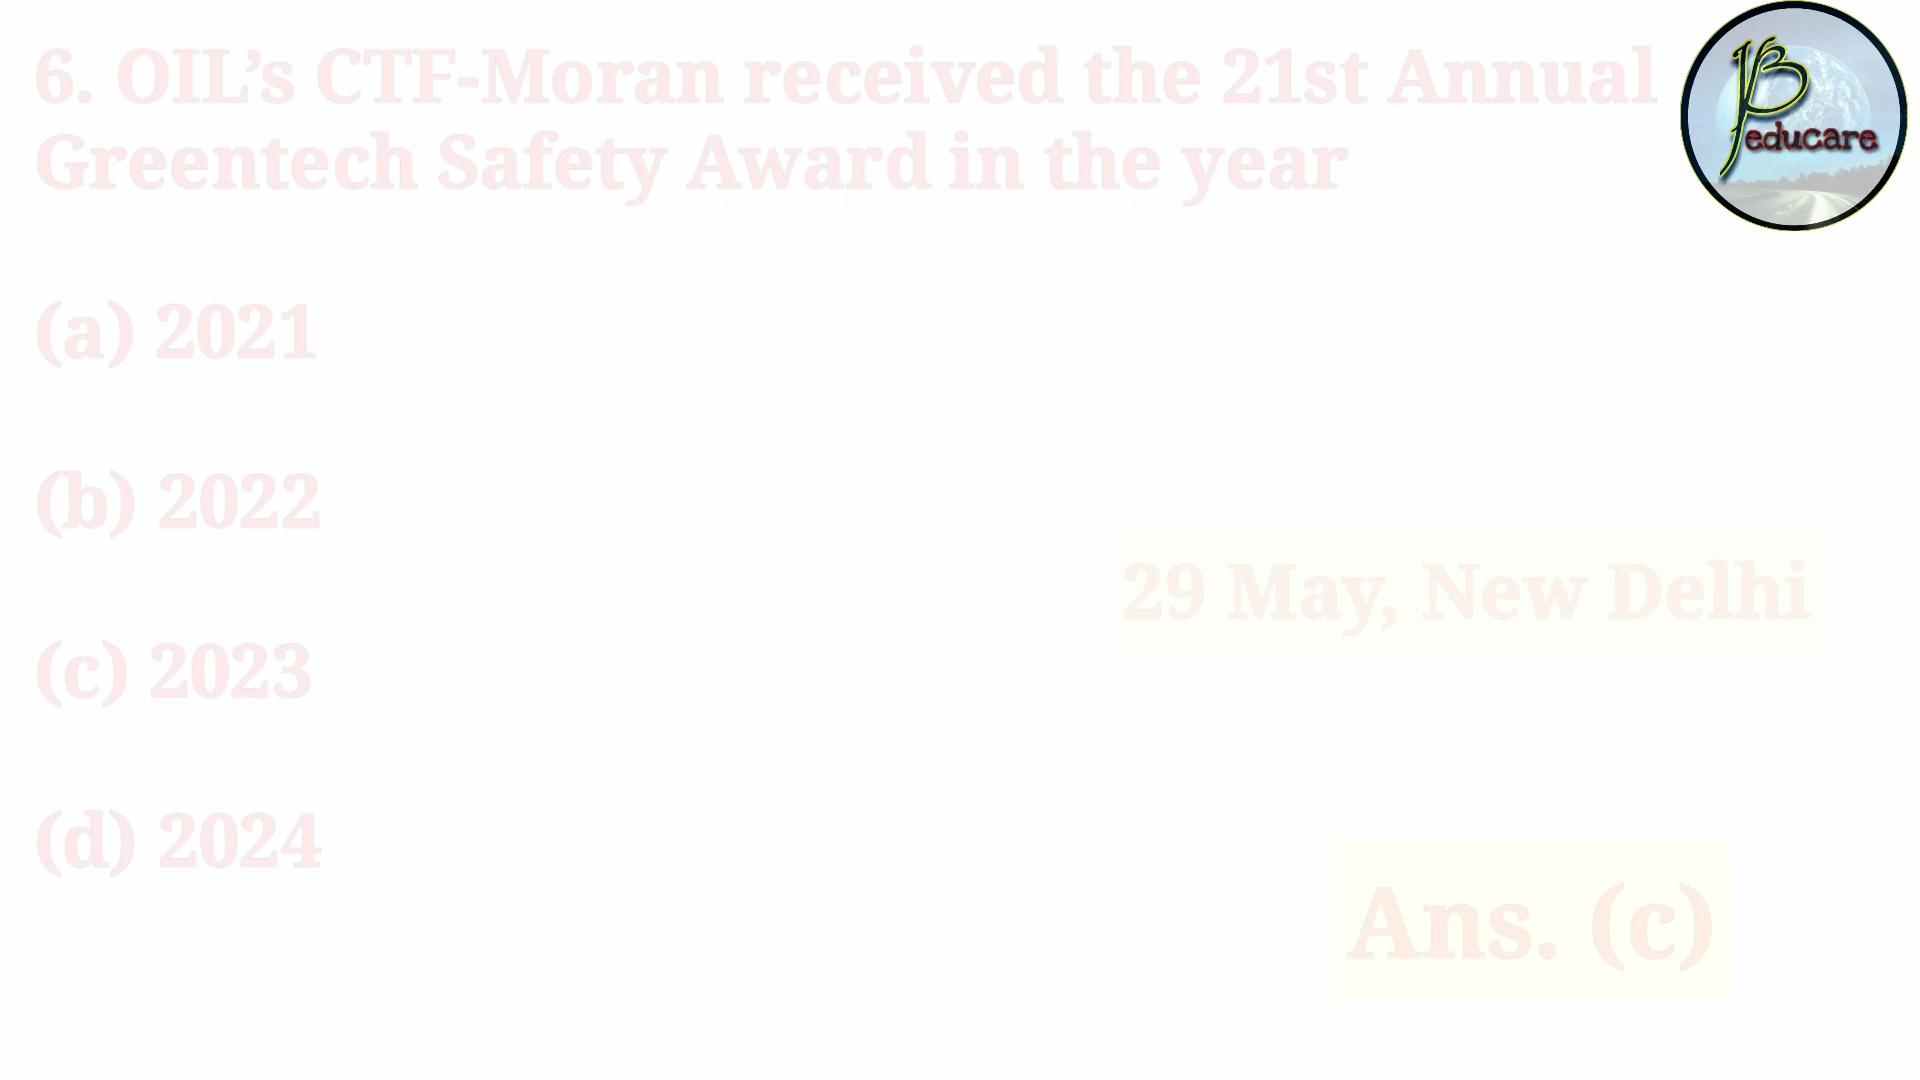 6. OIL’s CTF-Moran received the 21st Annual
Greentech Safety Award in the year
(a) 2021
(b) 2022
(c) 2023
(d) 2024
29 May, New Delhi
Ans. (c)
educare